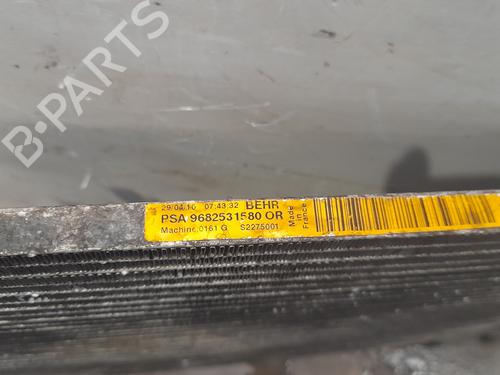 B-PARTS
29/04/10 07:43:32 BEHR
PSA 9682531580 OR
Machine.0161 G S2275001
Made in
France